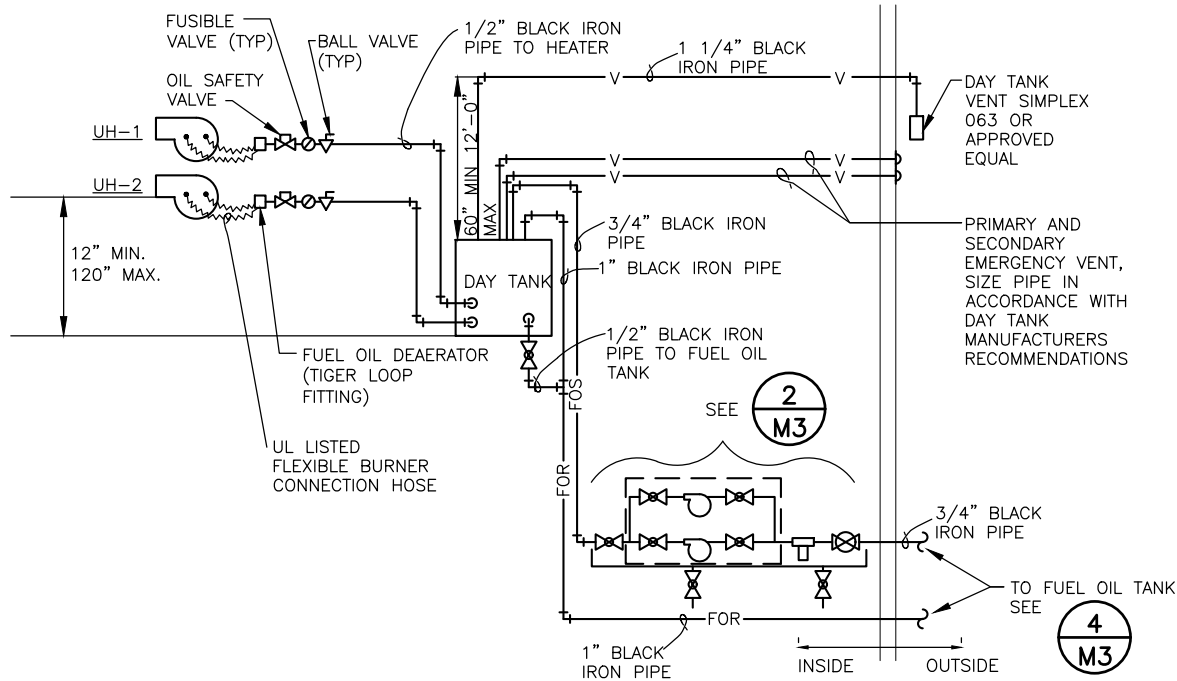 FUSIBLE
VALVE (TYP)
BALL VALVE
(TYP)
1/2" BLACK IRON
PIPE TO HEATER
1 1/4" BLACK
IRON PIPE
V
V
OIL SAFETY
VALVE
UH-1
UH-2
60" MIN 12'-0"
MAX
DAY TANK
VENT SIMPLEX
063 OR
APPROVED
EQUAL
V
V
V
V
12" MIN.
120" MAX.
3/4" BLACK IRON
PIPE
1" BLACK IRON PIPE
DAY TANK
PRIMARY AND
SECONDARY
EMERGENCY VENT,
SIZE PIPE IN
ACCORDANCE WITH
DAY TANK
MANUFACTURERS
RECOMMENDATIONS
FUEL OIL DEAERATOR
(TIGER LOOP
FITTING)
1/2" BLACK IRON
PIPE TO FUEL OIL
TANK
FOS
SEE
2
M3
UL LISTED
FLEXIBLE BURNER
CONNECTION HOSE
FOR
3/4" BLACK
IRON PIPE
TO FUEL OIL TANK
SEE
4
M3
FOR
1" BLACK
IRON PIPE
INSIDE
OUTSIDE